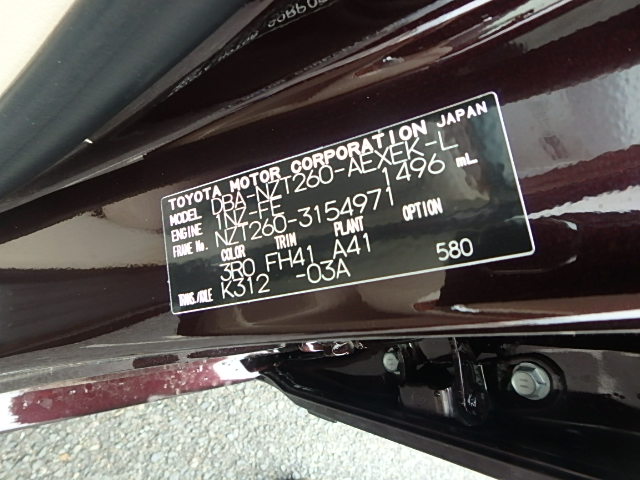 TOYOTA MOTOR CORPORATION JAPAN
MODEL DBA-NZT260-AEXEK-L
ENGINE 1NZ-FE 1496 mL
FRAME No. NZT260-3154971
COLOR TRIM PLANT OPTION
3R0 FH41 A41
TRANS./AXLE K312 -03A 580